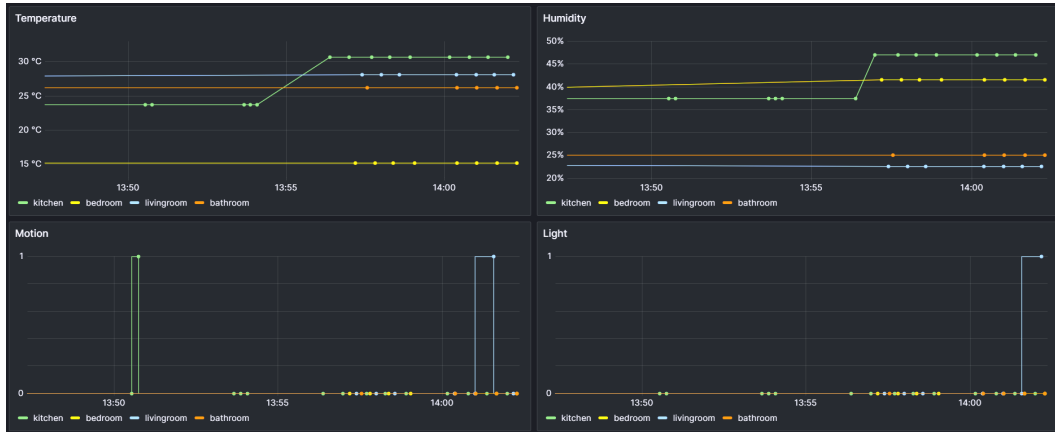 Temperature
30 °C
25 °C
20 °C
15 °C
13:50 13:55 14:00
kitchen bedroom livingroom bathroom
Humidity
50%
45%
40%
35%
30%
25%
20%
13:50 13:55 14:00
kitchen bedroom livingroom bathroom
Motion
1
0
13:50 13:55 14:00
kitchen bedroom livingroom bathroom
Light
1
0
13:50 13:55 14:00
kitchen bedroom livingroom bathroom